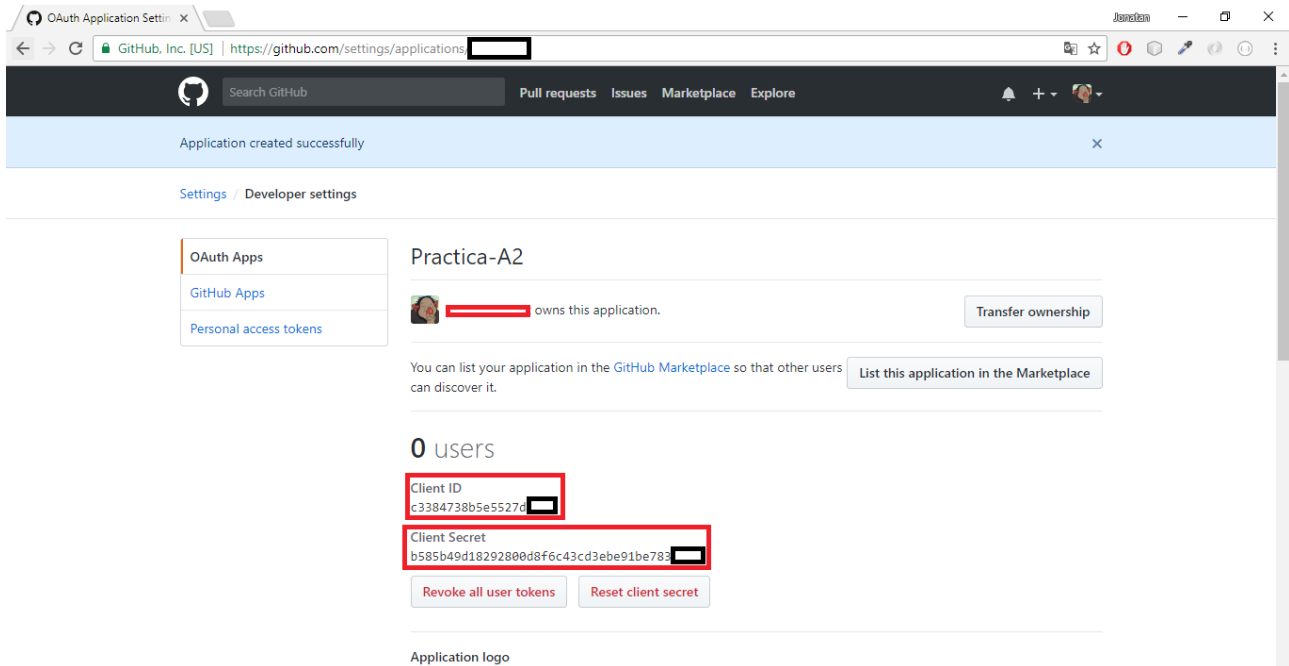 OAuth Application Settin
Jonatan
GitHub, Inc. [US] | https://github.com/settings/applications/
Search GitHub
Pull requests Issues Marketplace Explore
Application created successfully
Settings / Developer settings
OAuth Apps
GitHub Apps
Personal access tokens
Practica-A2
owns this application.
Transfer ownership
You can list your application in the GitHub Marketplace so that other users
can discover it.
List this application in the Marketplace
0 users
Client ID
c3384738b5e5527d
Client Secret
b585b49d18292800d8f6c43cd3ebe91be783
Revoke all user tokens
Reset client secret
Application logo